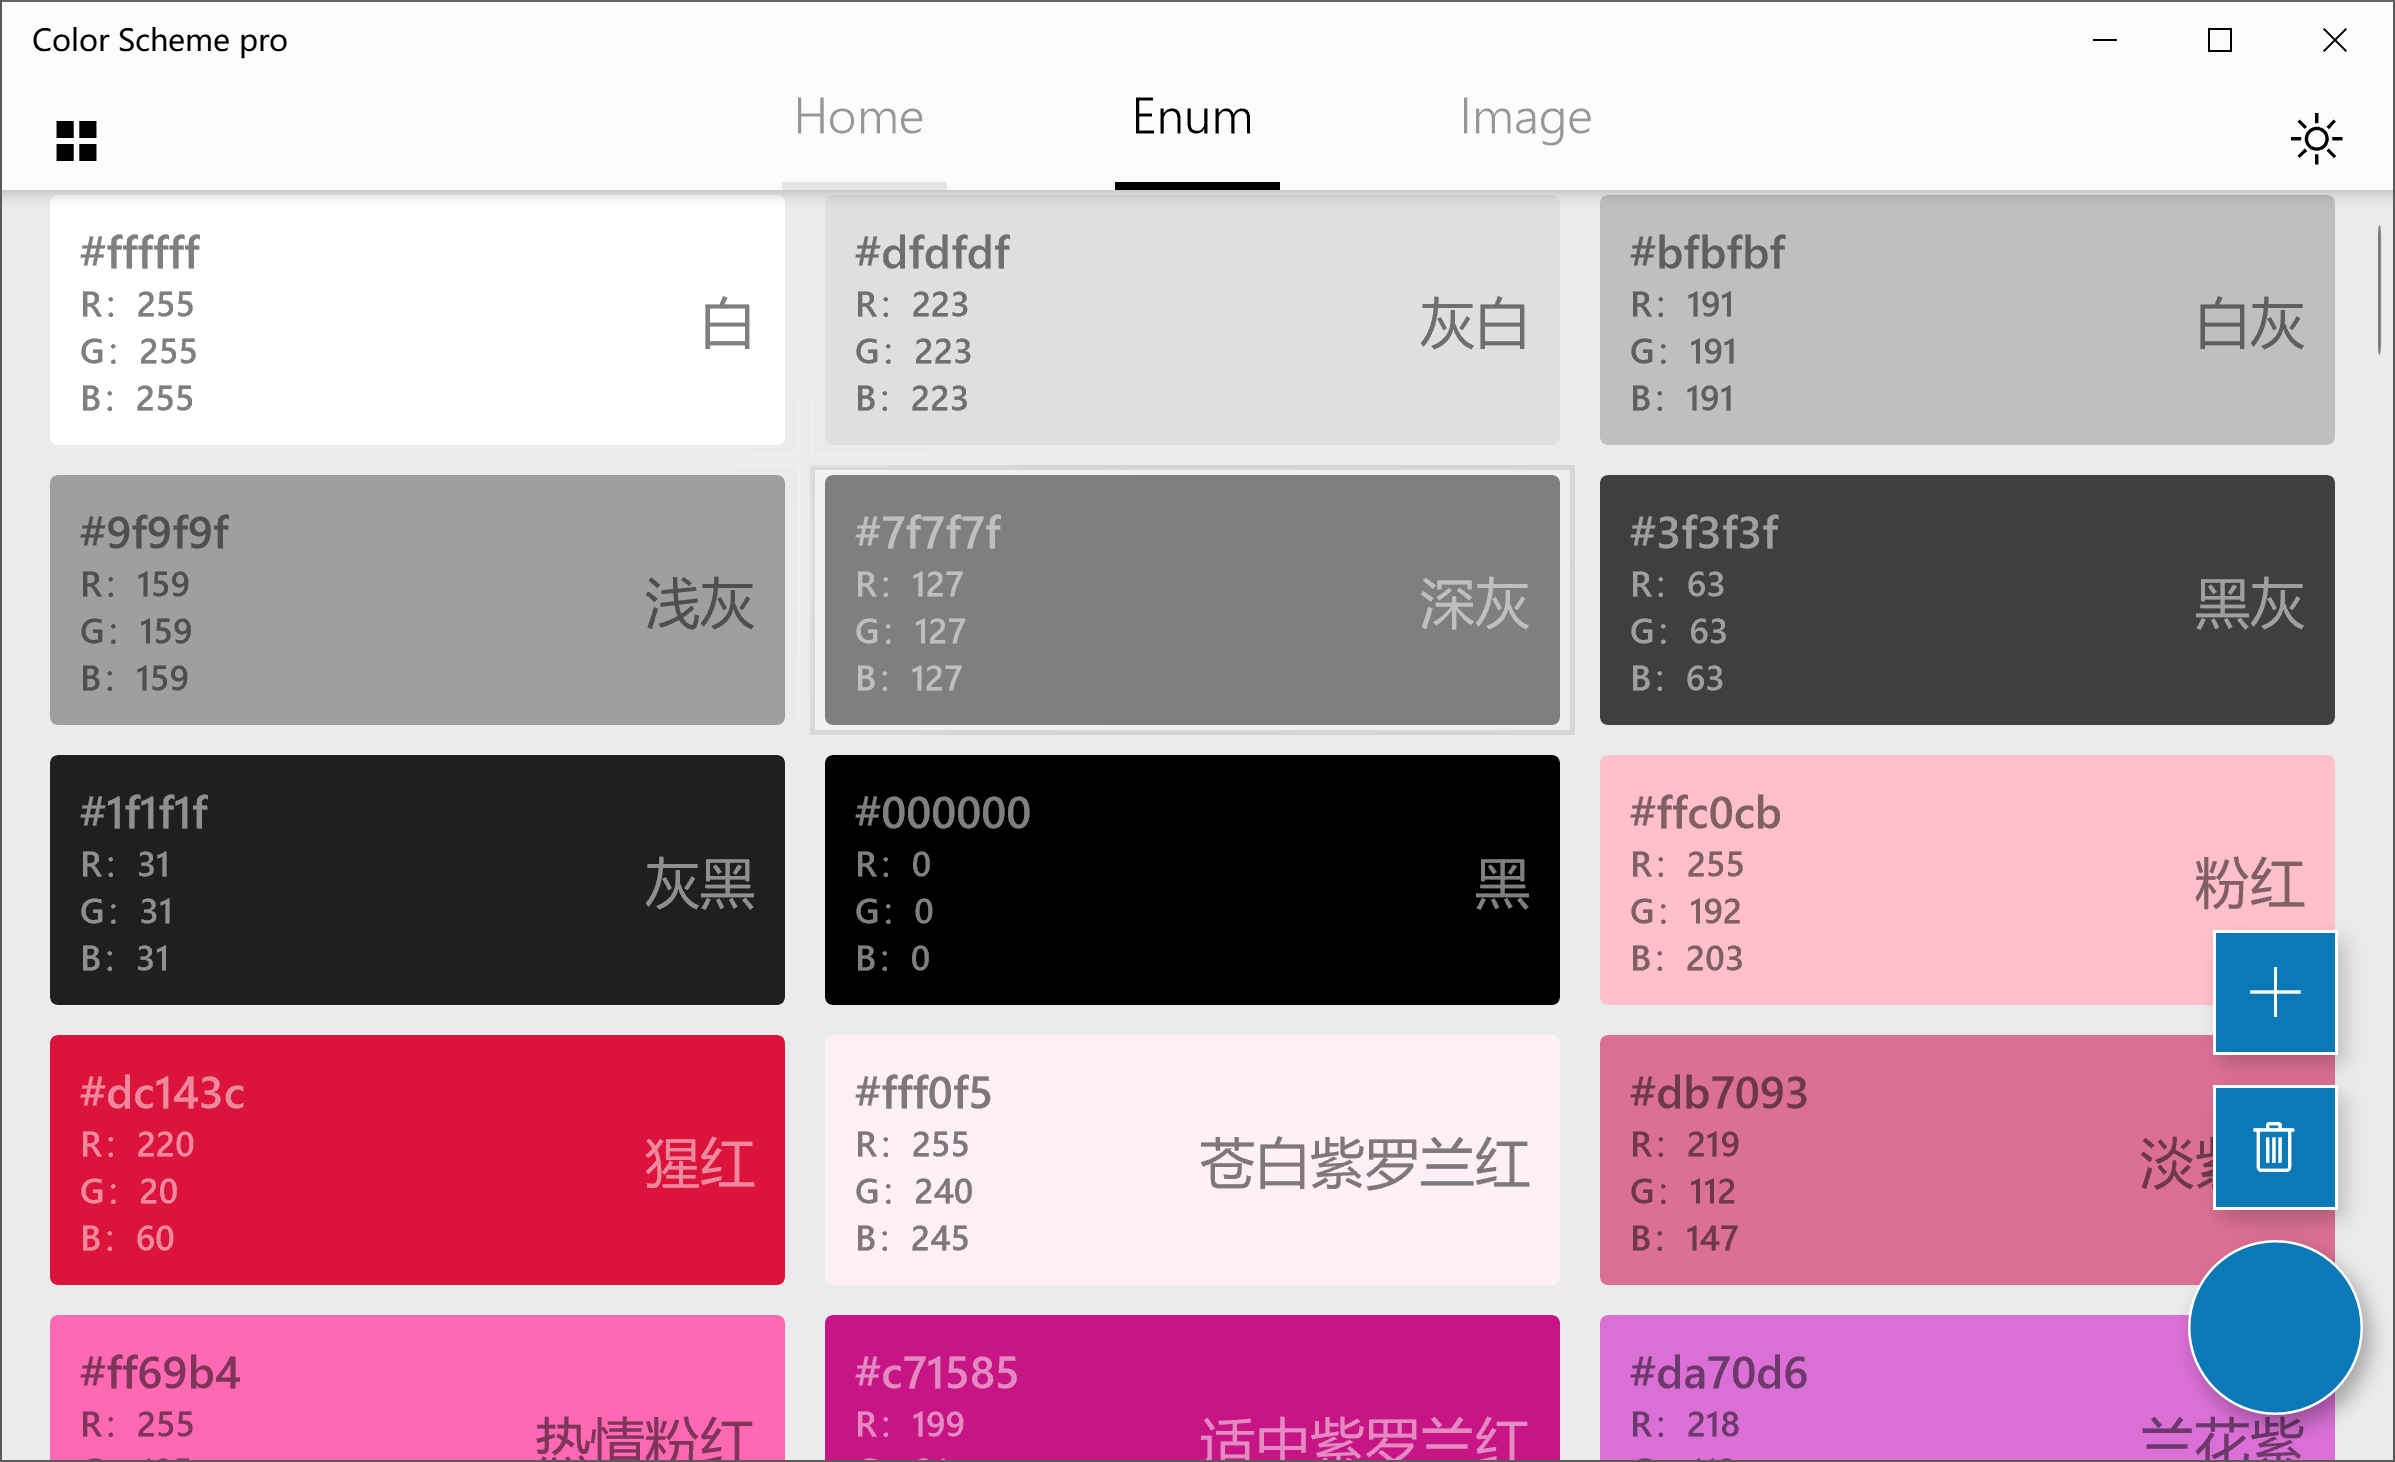 Color Scheme pro
Home
Enum
Image
#ffffff
R: 255
G: 255
B: 255
白
#dfdfdf
R: 223
G: 223
B: 223
灰白
#bfbfbf
R: 191
G: 191
B: 191
白灰
#9f9f9f
R: 159
G: 159
B: 159
浅灰
#7f7f7f
R: 127
G: 127
B: 127
深灰
#3f3f3f
R: 63
G: 63
B: 63
黑灰
#1f1f1f
R: 31
G: 31
B: 31
灰黑
#000000
R: 0
G: 0
B: 0
黑
#ffc0cb
R: 255
G: 192
B: 203
粉红
#dc143c
R: 220
G: 20
B: 60
猩红
#fff0f5
R: 255
G: 240
B: 245
苍白紫罗兰红
#db7093
R: 219
G: 112
B: 147
淡紫
#ff69b4
R: 255
热情粉红
#c71585
R: 199
适中紫罗兰红
#da70d6
R: 218
兰花紫